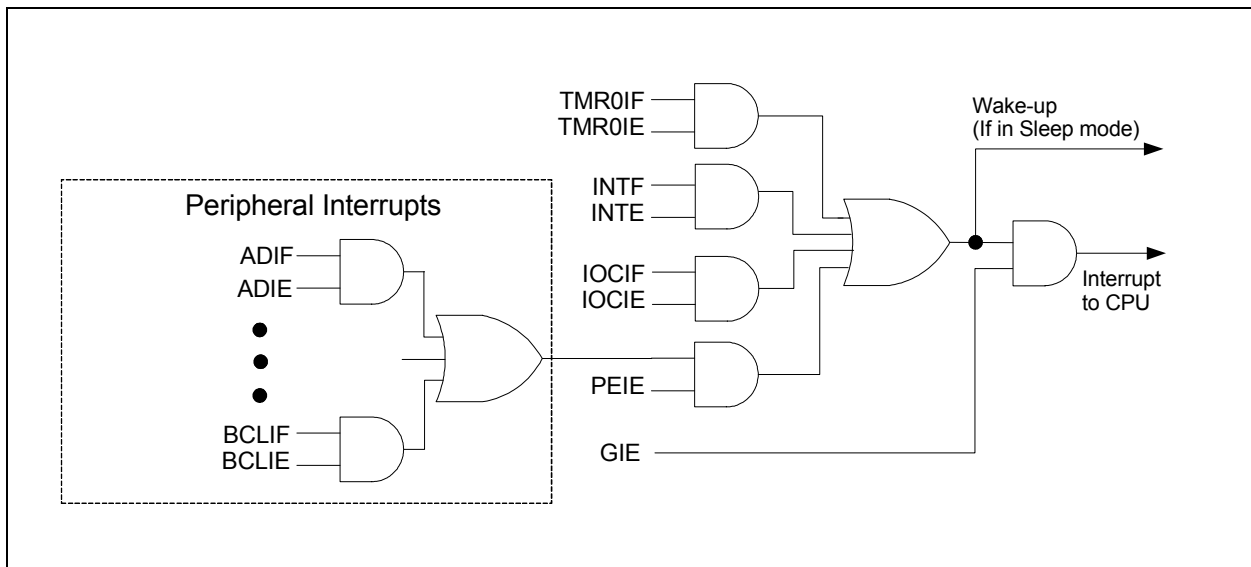 TMR0IF
TMR0IE
Wake-up
(If in Sleep mode)
INTF
INTE
Peripheral Interrupts
ADIF
ADIE
IOCIF
IOCIE
Interrupt
to CPU
PEIE
BCLIF
BCLIE
GIE